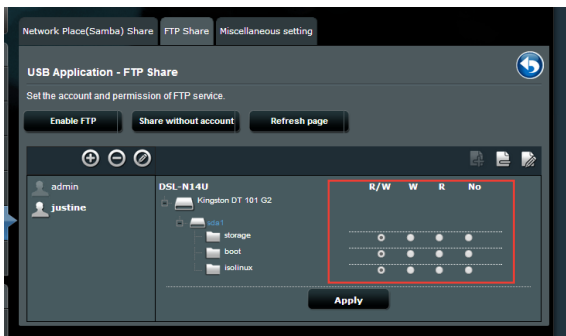 Network Place(Samba) Share FTP Share Miscellaneous setting
USB Application - FTP Share
Set the account and permission of FTP service.
Enable FTP Share without account Refresh page
admin
justine
DSL-N14U R/W W R No
Kingston DT 101 G2
sda1
storage
boot
isolinux
Apply